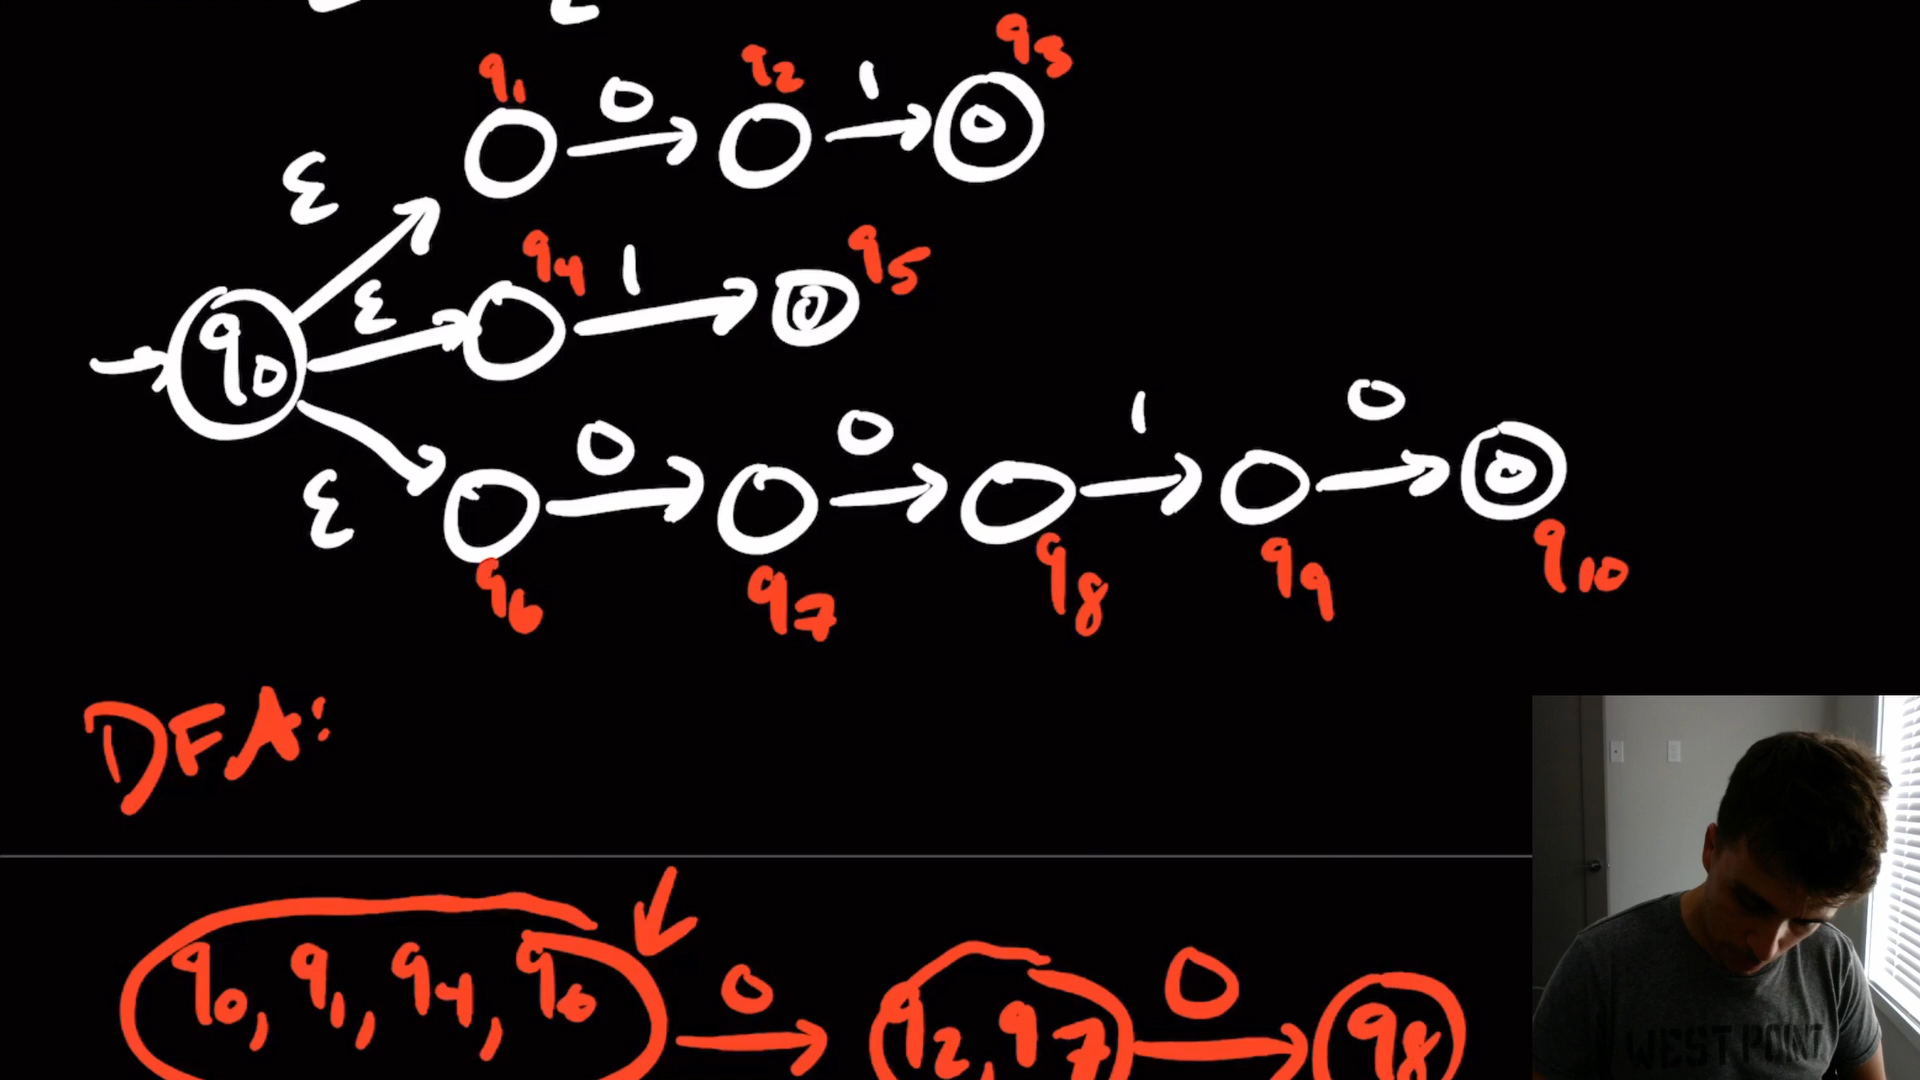 ε ε
q1 0 q2 1 q3
ε
q4 1 q5
ε
q0
ε 0 0 1 0
q6 q7 q8 q9 q10
DFA:
q0, q1, q4, q6 0 q2, q7 0 q8
WEST POINT